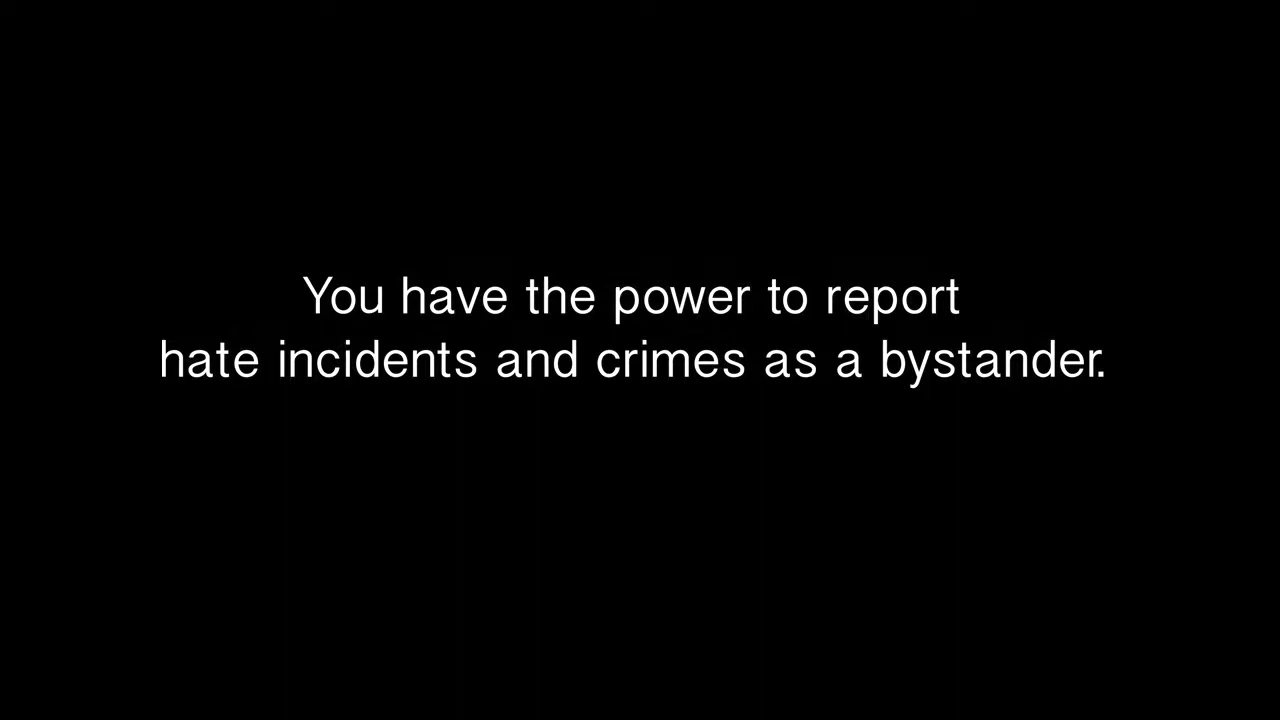 You have the power to report
hate incidents and crimes as a bystander.